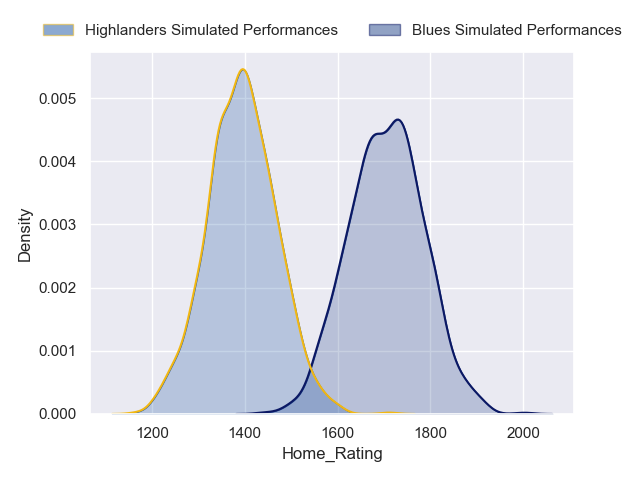 Highlanders Simulated Performances Blues Simulated Performances
0.005
0.004
0.003
0.002
0.001
0.000
Density
1200 1400 1600 1800 2000
Home_Rating